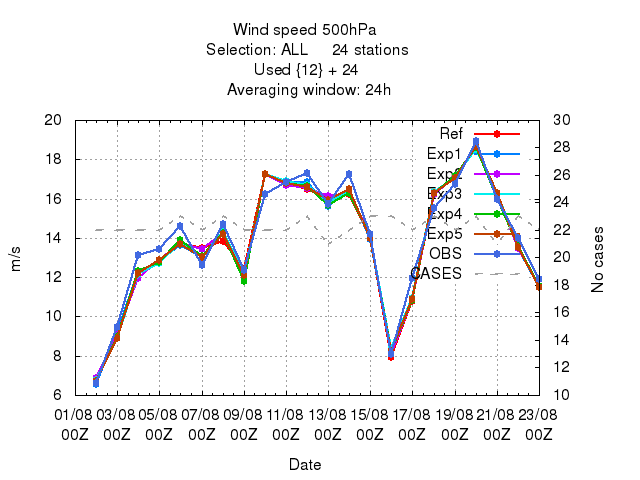 Wind speed 500hPa
Selection: ALL 24 stations
Used {12} + 24
Averaging window: 24h
20 30
18 28
16 26
14 24
12 22
10 20
8 18
6 16
14
12
10
m/s
No cases
Ref
Exp1
Exp2
Exp3
Exp4
Exp5
OBS
CASES
01/08 03/08 05/08 07/08 09/08 11/08 13/08 15/08 17/08 19/08 21/08 23/08
00Z 00Z 00Z 00Z 00Z 00Z 00Z 00Z 00Z 00Z 00Z 00Z
Date